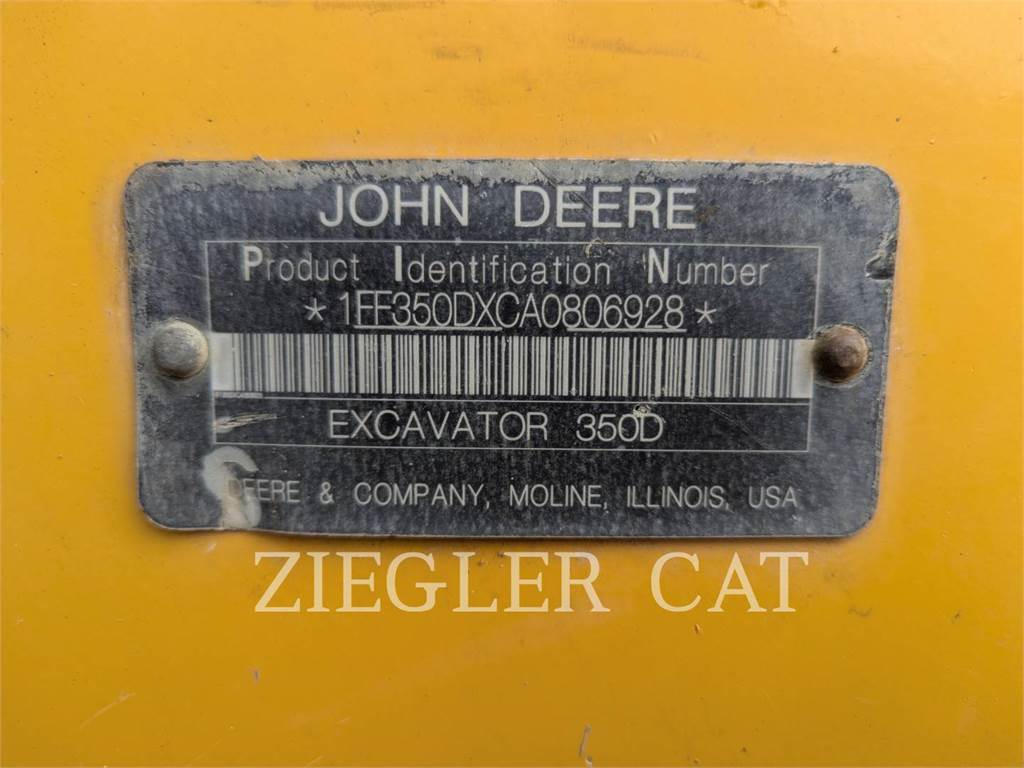 JOHN DEERE
Product Identification Number
*1FF350DXCA0806928*
EXCAVATOR 350D
DEERE & COMPANY, MOLINE, ILLINOIS, USA
ZIEGLER CAT